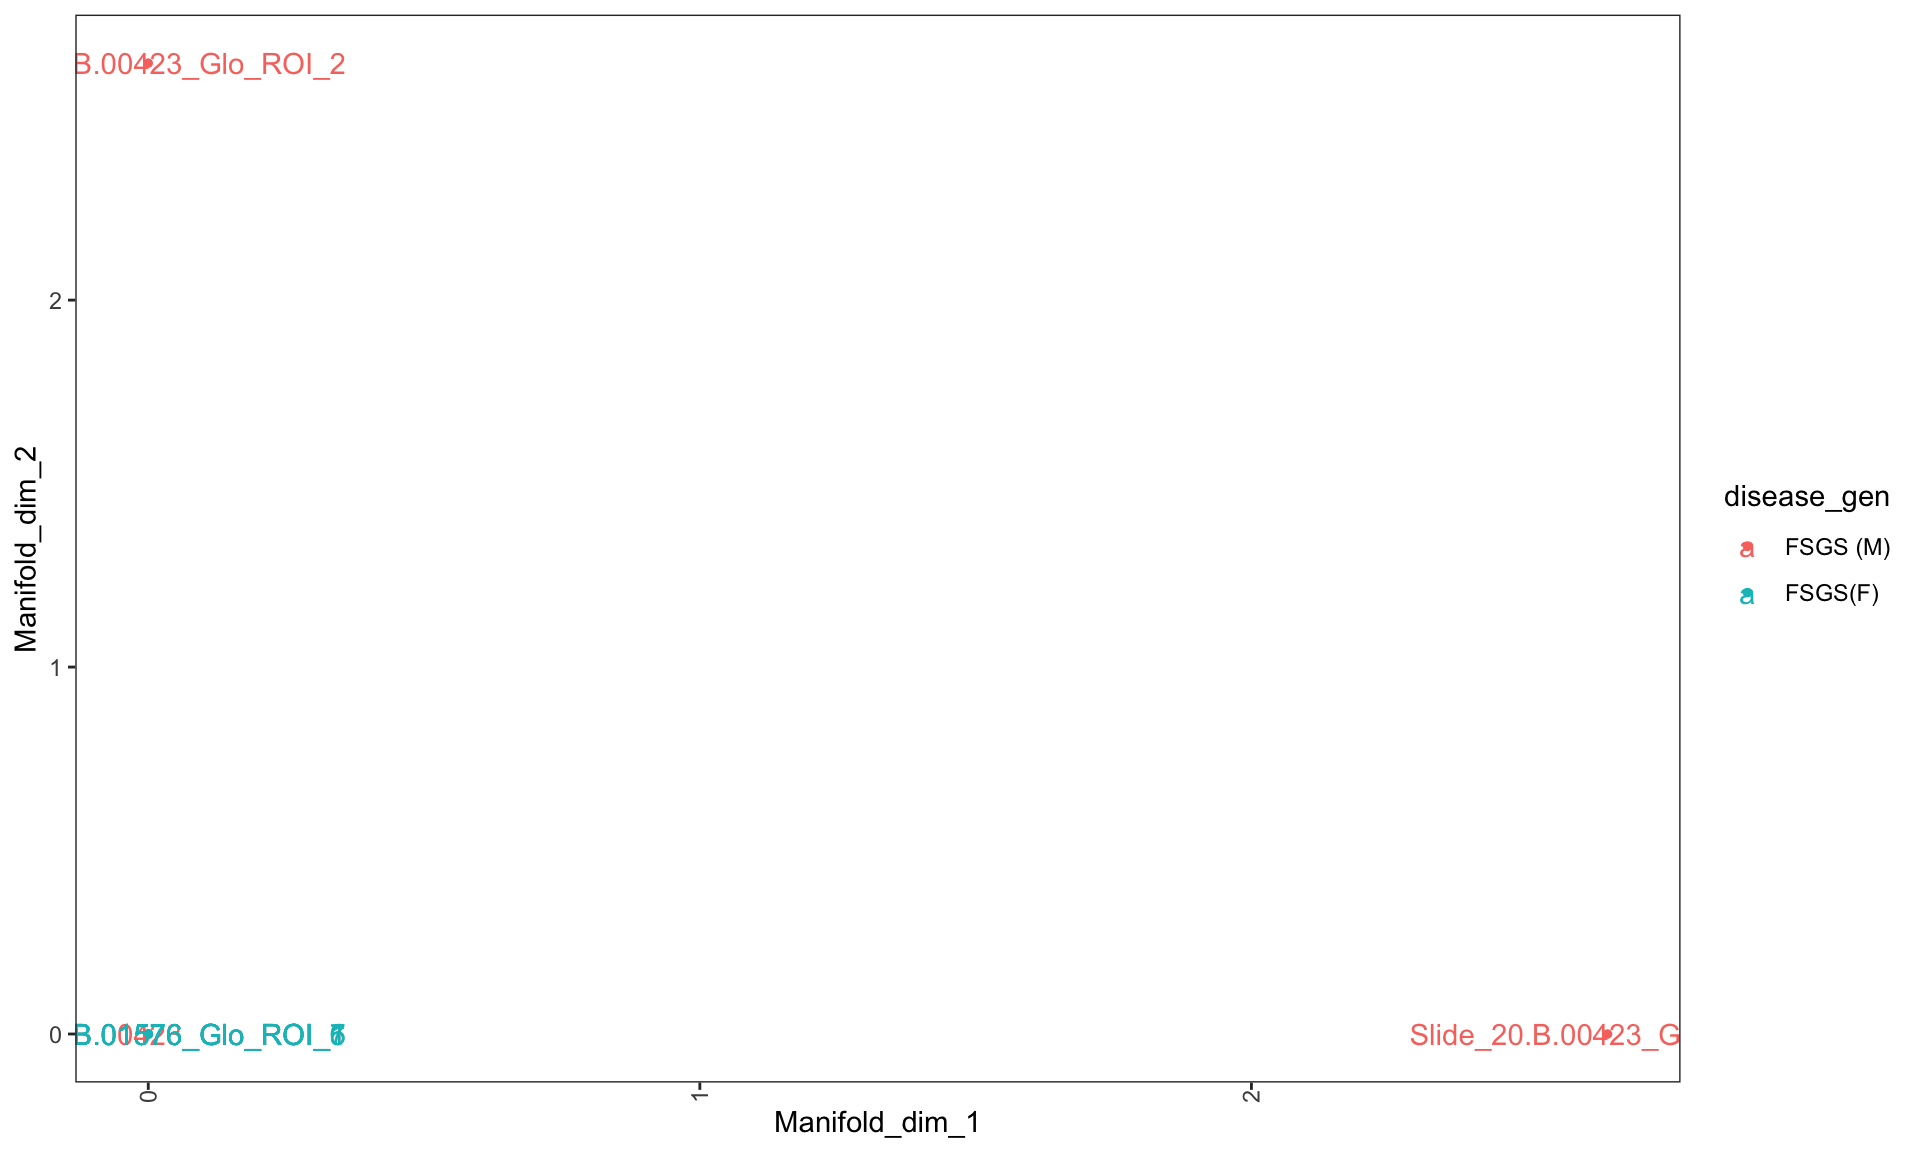 B.00423_Glo_ROI_2
2
1
0
Slide_20.B.00423_G
0
1
2
Manifold_dim_1
Manifold_dim_2
disease_gen
a FSGS (M)
a FSGS(F)